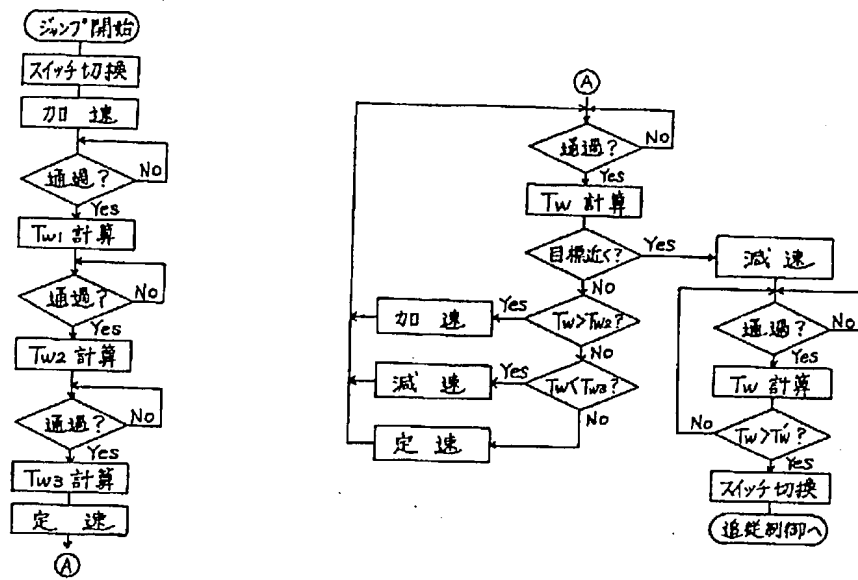 ジャンプ開始
スイッチ切換
加速
通過?
No
Yes
Tw1 計算
通過?
No
Yes
Tw2 計算
通過?
No
Yes
Tw3 計算
定速
A
A
通過?
No
Yes
Tw 計算
目標近く?
Yes
No
Tw>Tw2?
Yes
加速
No
Tw<Tw3?
Yes
減速
No
定速
減速
通過?
No
Yes
Tw 計算
Tw>T'w?
No
Yes
スイッチ切換
追従制御へ